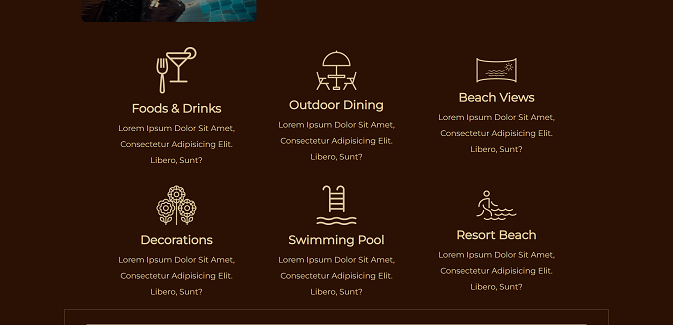 Foods & Drinks
Lorem Ipsum Dolor Sit Amet,
Consectetur Adipisicing Elit.
Libero, Sunt?
Outdoor Dining
Lorem Ipsum Dolor Sit Amet,
Consectetur Adipisicing Elit.
Libero, Sunt?
Beach Views
Lorem Ipsum Dolor Sit Amet,
Consectetur Adipisicing Elit.
Libero, Sunt?
Decorations
Lorem Ipsum Dolor Sit Amet,
Consectetur Adipisicing Elit.
Libero, Sunt?
Swimming Pool
Lorem Ipsum Dolor Sit Amet,
Consectetur Adipisicing Elit.
Libero, Sunt?
Resort Beach
Lorem Ipsum Dolor Sit Amet,
Consectetur Adipisicing Elit.
Libero, Sunt?